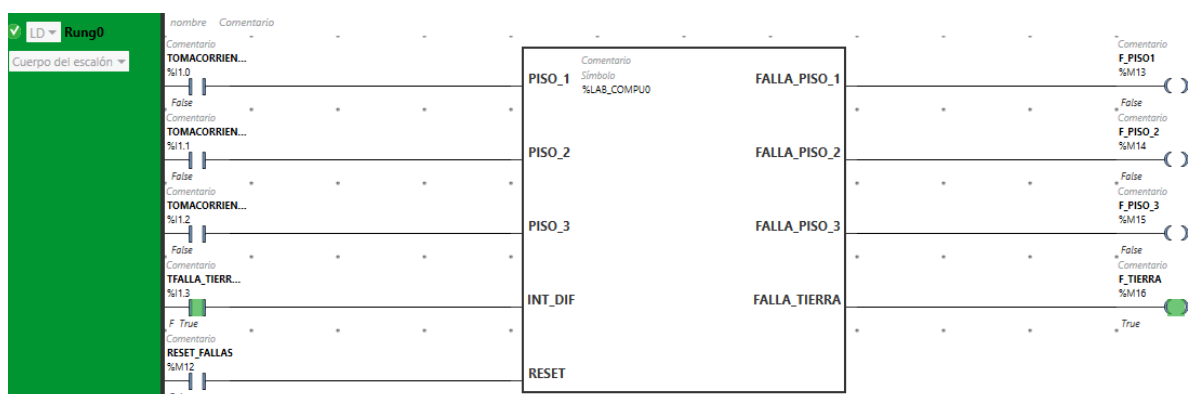 nombre Comentario
LD Rung0
Cuerpo del escalón
Comentario
TOMACORRIEN...
%I1.0
False
Comentario
TOMACORRIEN...
%I1.1
False
Comentario
TOMACORRIEN...
%I1.2
False
Comentario
TFALLA_TIERR...
%I1.3
F True
Comentario
RESET_FALLAS
%M12
Comentario
PISO_1 Símbolo FALLA_PISO_1
%LAB_COMPU0
PISO_2 FALLA_PISO_2
PISO_3 FALLA_PISO_3
INT_DIF FALLA_TIERRA
RESET
Comentario
F_PISO1
%M13
False
Comentario
F_PISO_2
%M14
False
Comentario
F_PISO_3
%M15
False
Comentario
F_TIERRA
%M16
True